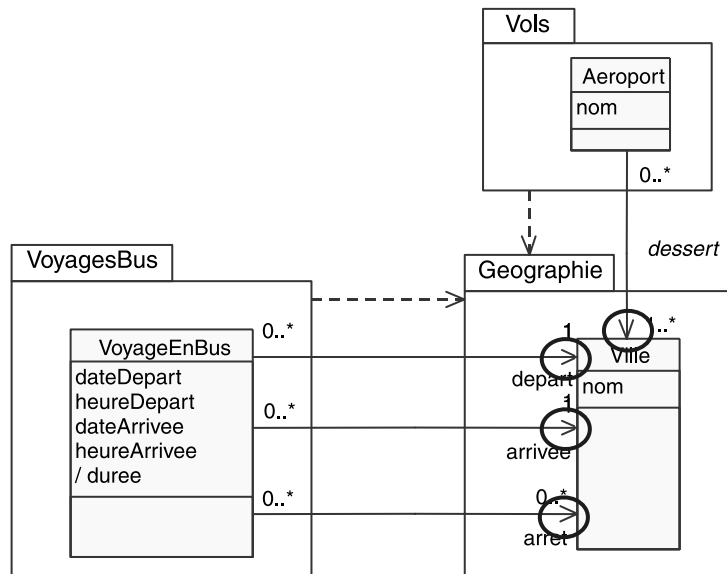 Vols
Aeroport
nom
0..*
dessert
VoyagesBus
Geographie
0..*
VoyageEnBus
1
1..*
Ville
depart
dateDepart
heureDepart
dateArrivee
heureArrivee
/ duree
nom
0..*
1
arrivee
0..*
0..*
arret